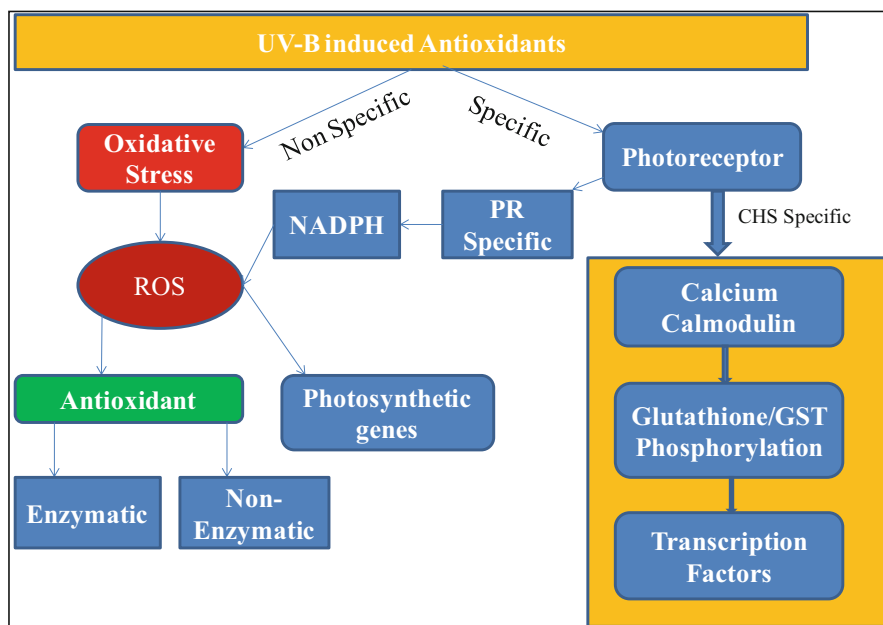 UV-B induced Antioxidants
Non Specific
Specific
Oxidative
Stress
Photoreceptor
NADPH
PR
Specific
CHS Specific
ROS
Calcium
Calmodulin
Antioxidant
Photosynthetic
genes
Glutathione/GST
Phosphorylation
Enzymatic
Non-
Enzymatic
Transcription
Factors